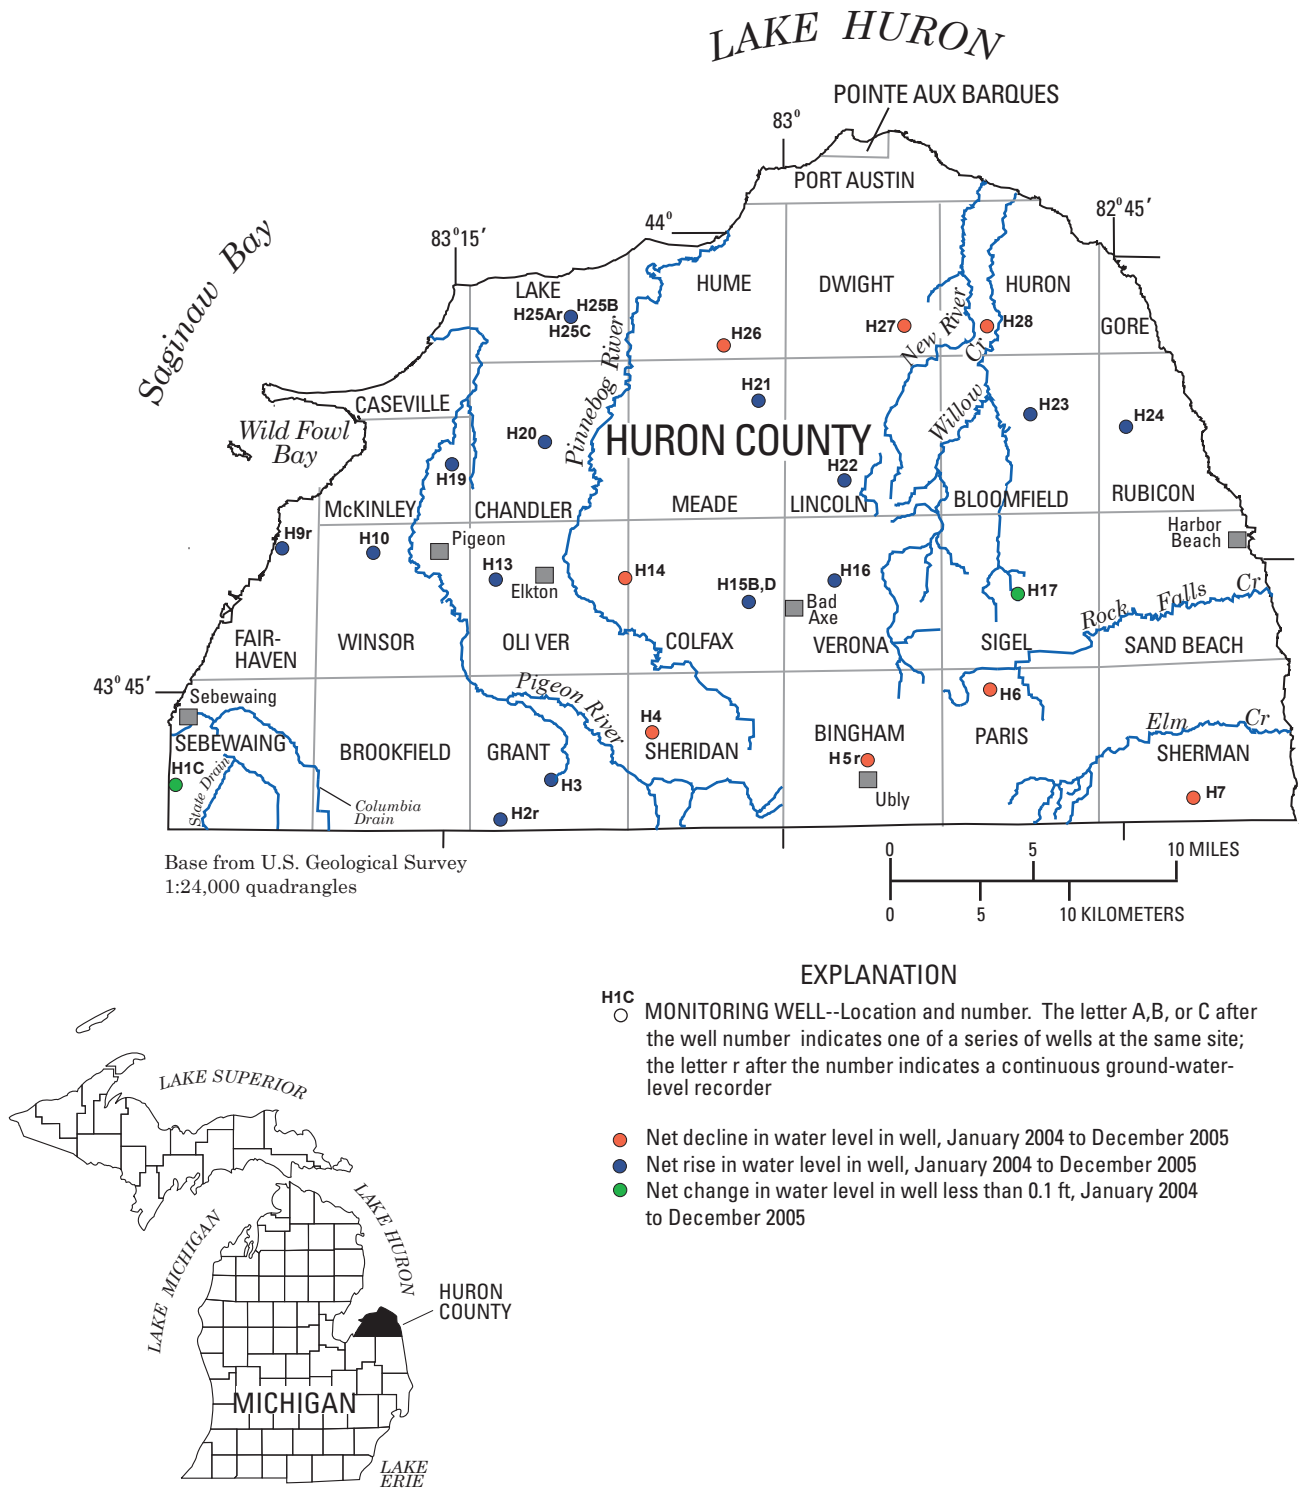 LAKE HURON
POINTE AUX BARQUES
83°
PORT AUSTIN
82°45′
44°
83°15′
Saginaw Bay
LAKE
HUME
DWIGHT
HURON
GORE
H25Ar
H25B
H25C
H26
H27
H28
New River
Cr
Willow
Pinnebog River
CASEVILLE
Wild Fowl
Bay
H21
H23
H24
H20
HURON COUNTY
H19
H22
McKINLEY
CHANDLER
MEADE
LINCOLN
BLOOMFIELD
RUBICON
H9r
H10
Pigeon
Harbor
Beach
H13
Elkton
H14
H15B,D
H16
Bad
Axe
H17
Rock Falls Cr
FAIR-
HAVEN
WINSOR
OLIVER
COLFAX
VERONA
SIGEL
SAND BEACH
43°45′
Sebewaing
Pigeon River
H4
H6
Elm Cr
SEBEWAING
BROOKFIELD
GRANT
SHERIDAN
BINGHAM
PARIS
SHERMAN
H1C
State Drain
H3
H5r
Ubly
H7
Columbia
Drain
H2r
Base from U.S. Geological Survey
1:24,000 quadrangles
0 5 10 MILES
0 5 10 KILOMETERS
EXPLANATION
H1C
MONITORING WELL--Location and number. The letter A,B, or C after
the well number indicates one of a series of wells at the same site;
the letter r after the number indicates a continuous ground-water-
level recorder
Net decline in water level in well, January 2004 to December 2005
Net rise in water level in well, January 2004 to December 2005
Net change in water level in well less than 0.1 ft, January 2004
to December 2005
LAKE SUPERIOR
LAKE MICHIGAN
LAKE HURON
HURON
COUNTY
MICHIGAN
LAKE
ERIE